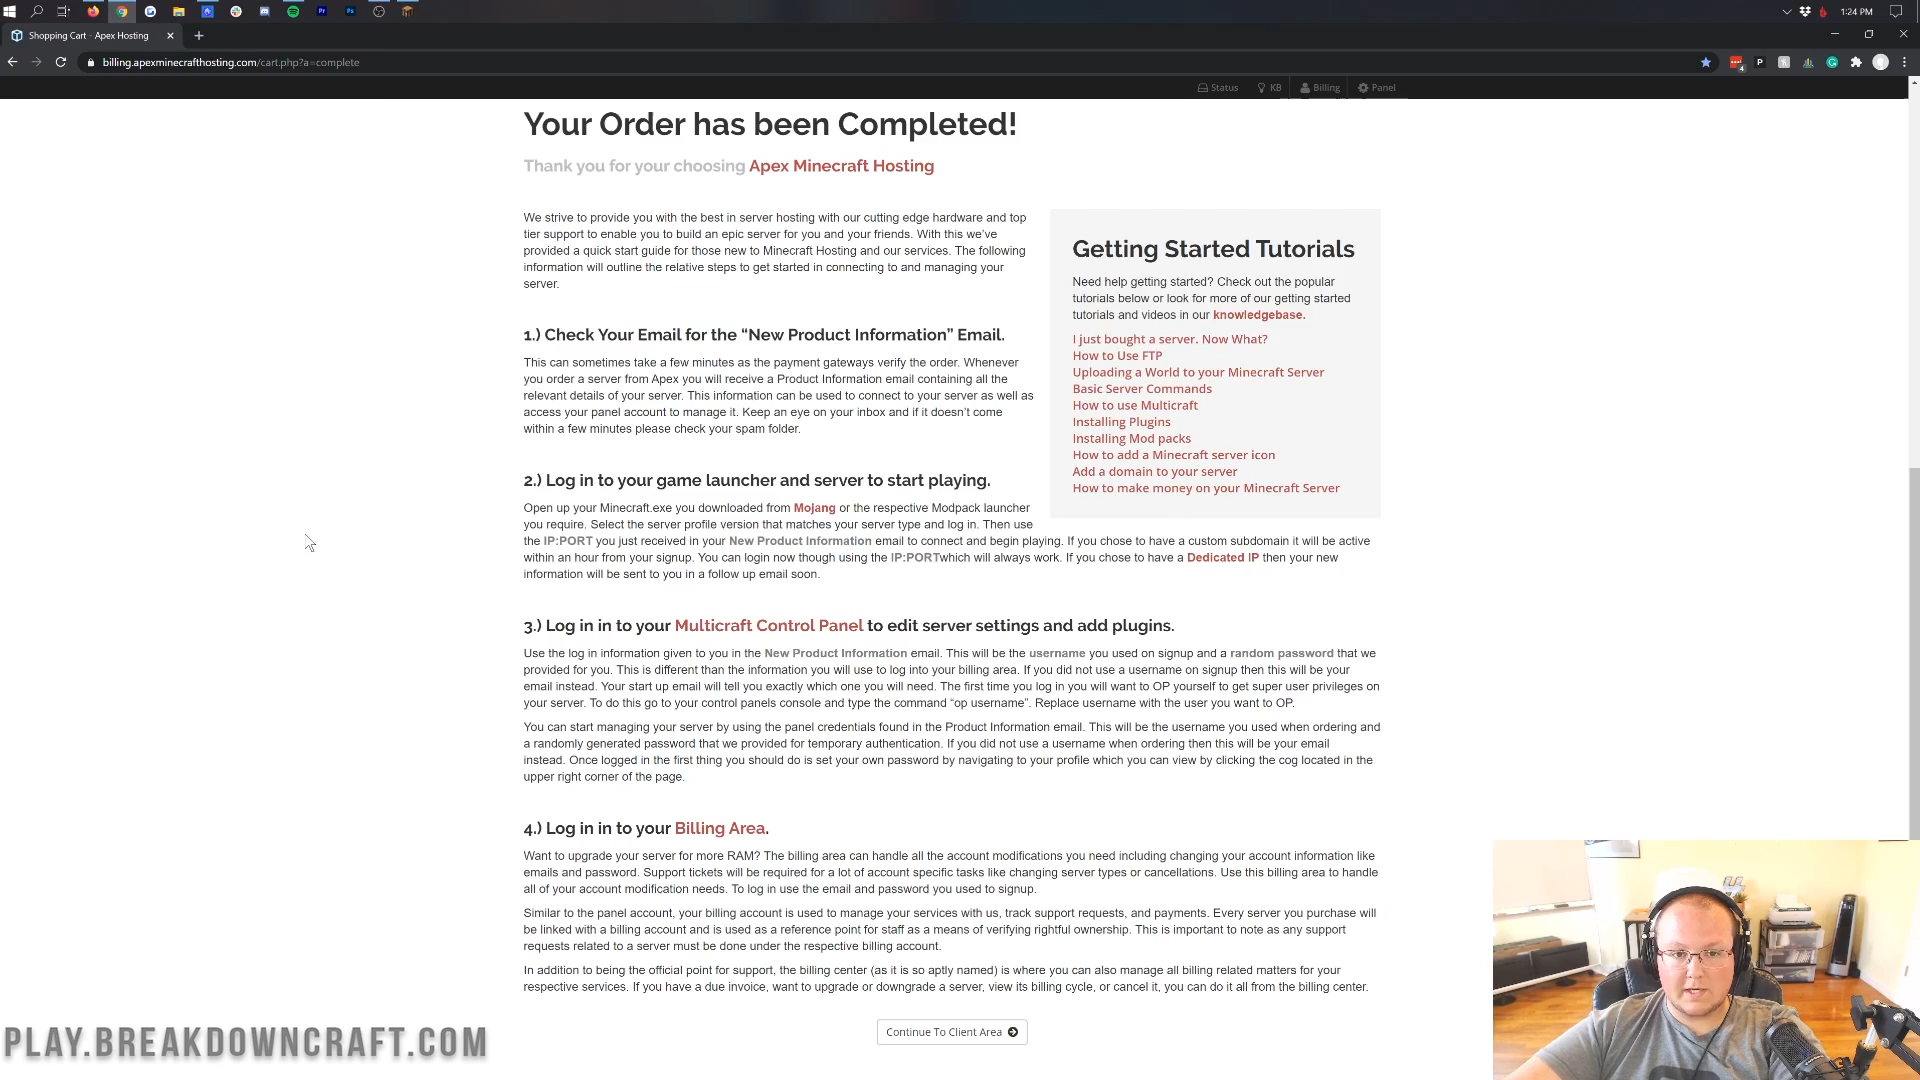 1:24 PM
Shopping Cart - Apex Hosting
billing.apexminecrafthosting.com/cart.php?a=complete
Status KB Billing Panel
Your Order has been Completed!
Thank you for your choosing Apex Minecraft Hosting
We strive to provide you with the best in server hosting with our cutting edge hardware and top
tier support to enable you to build an epic server for you and your friends. With this we've
provided a quick start guide for those new to Minecraft Hosting and our services. The following
information will outline the relative steps to get started in connecting to and managing your
server.
Getting Started Tutorials
Need help getting started? Check out the popular
tutorials below or look for more of our getting started
tutorials and videos in our knowledgebase.
I just bought a server. Now What?
How to Use FTP
Uploading a World to your Minecraft Server
Basic Server Commands
How to use Multicraft
Installing Plugins
Installing Mod packs
How to add a Minecraft server icon
Add a domain to your server
How to make money on your Minecraft Server
1.) Check Your Email for the “New Product Information” Email.
This can sometimes take a few minutes as the payment gateways verify the order. Whenever
you order a server from Apex you will receive a Product Information email containing all the
relevant details of your server. This information can be used to connect to your server as well as
access your panel account to manage it. Keep an eye on your inbox and if it doesn't come
within a few minutes please check your spam folder.
2.) Log in to your game launcher and server to start playing.
Open up your Minecraft.exe you downloaded from Mojang or the respective Modpack launcher
you require. Select the server profile version that matches your server type and log in. Then use
the IP:PORT you just received in your New Product Information email to connect and begin playing. If you chose to have a custom subdomain it will be active
within an hour from your signup. You can login now though using the IP:PORTwhich will always work. If you chose to have a Dedicated IP then your new
information will be sent to you in a follow up email soon.
3.) Log in in to your Multicraft Control Panel to edit server settings and add plugins.
Use the log in information given to you in the New Product Information email. This will be the username you used on signup and a random password that we
provided for you. This is different than the information you will use to log into your billing area. If you did not use a username on signup then this will be your
email instead. Your start up email will tell you exactly which one you will need. The first time you log in you will want to OP yourself to get super user privileges on
your server. To do this go to your control panels console and type the command “op username”. Replace username with the user you want to OP.
You can start managing your server by using the panel credentials found in the Product Information email. This will be the username you used when ordering and
a randomly generated password that we provided for temporary authentication. If you did not use a username when ordering then this will be your email
instead. Once logged in the first thing you should do is set your own password by navigating to your profile which you can view by clicking the cog located in the
upper right corner of the page.
4.) Log in in to your Billing Area.
Want to upgrade your server for more RAM? The billing area can handle all the account modifications you need including changing your account information like
emails and password. Support tickets will be required for a lot of account specific tasks like changing server types or cancellations. Use this billing area to handle
all of your account modification needs. To log in use the email and password you used to signup.
Similar to the panel account, your billing account is used to manage your services with us, track support requests, and payments. Every server you purchase will
be linked with a billing account and is used as a reference point for staff as a means of verifying rightful ownership. This is important to note as any support
requests related to a server must be done under the respective billing account.
In addition to being the official point for support, the billing center (as it is so aptly named) is where you can also manage all billing related matters for your
respective services. If you have a due invoice, want to upgrade or downgrade a server, view its billing cycle, or cancel it, you can do it all from the billing center.
Continue To Client Area
PLAY.BREAKDOWNCRAFT.COM